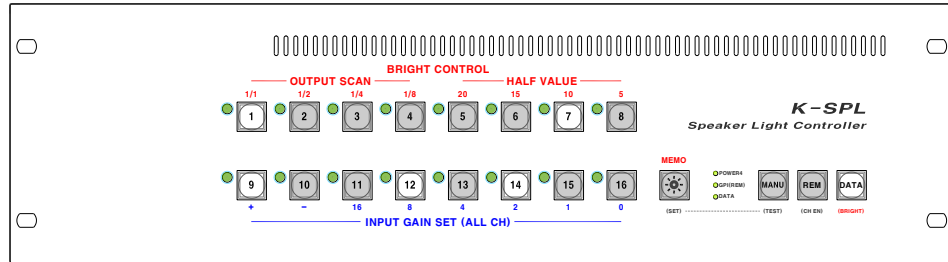 BRIGHT CONTROL
OUTPUT SCAN HALF VALUE
1/1 1/2 1/4 1/8 20 15 10 5
1 2 3 4 5 6 7 8
K-SPL
Speaker Light Controller
MEMO
9 10 11 12 13 14 15 16
POWER4
GPI(REM)
DATA
MANU REM DATA
+ - 16 8 4 2 1 0
(SET) (TEST) (CH EN) (BRIGHT)
INPUT GAIN SET (ALL CH)